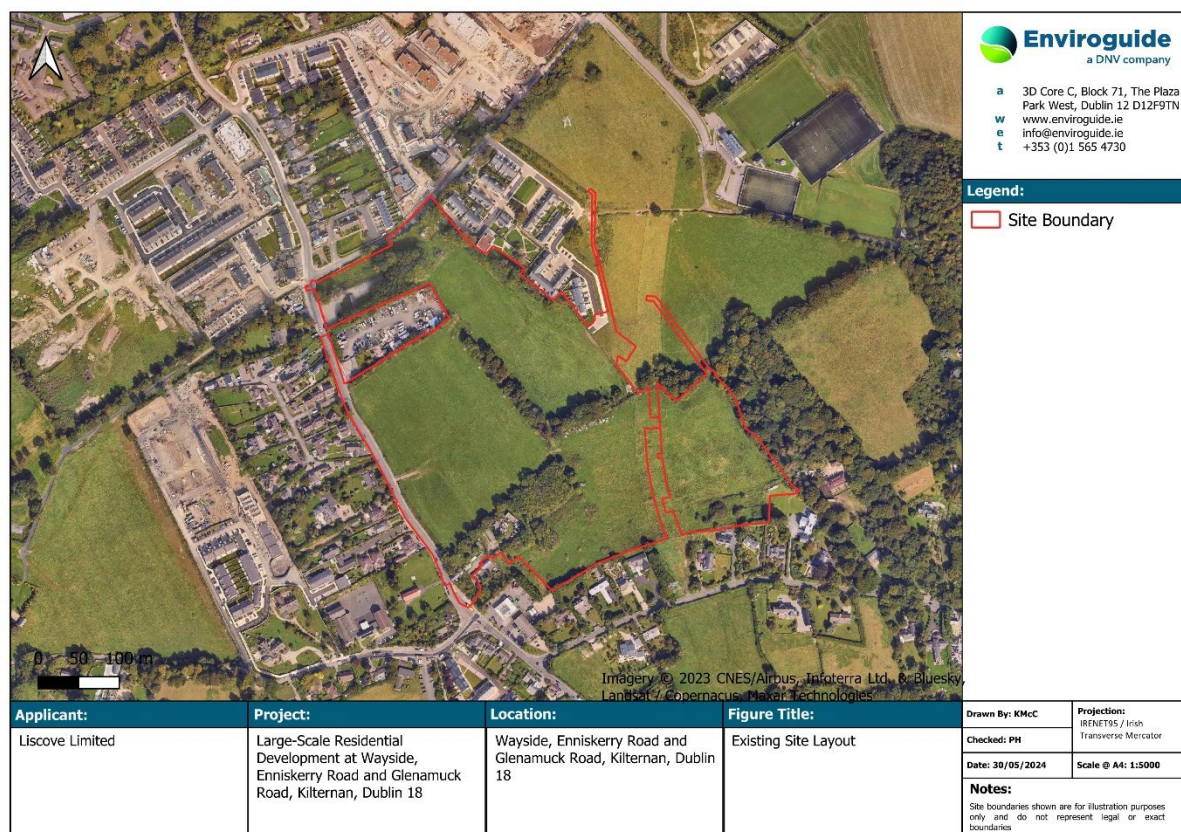 Enviroguide
a DNV company
a 3D Core C, Block 71, The Plaza
Park West, Dublin 12 D12F9TN
w www.enviroguide.ie
e info@enviroguide.ie
t +353 (0)1 565 4730
Legend:
Site Boundary
0 50 100 m
Imagery © 2023 CNES/Airbus, Infoterra Ltd & Bluesky,
Landsat / Copernacus, Maxar Technologies
Applicant:
Liscove Limited
Project:
Large-Scale Residential
Development at Wayside,
Enniskerry Road and Glenamuck
Road, Kilternan, Dublin 18
Location:
Wayside, Enniskerry Road and
Glenamuck Road, Kilternan, Dublin
18
Figure Title:
Existing Site Layout
Drawn By: KMcC
Projection:
IRENET95 / Irish
Transverse Mercator
Checked: PH
Date: 30/05/2024
Scale @ A4: 1:5000
Notes:
Site boundaries shown are for illustration purposes
only and do not represent legal or exact
boundaries